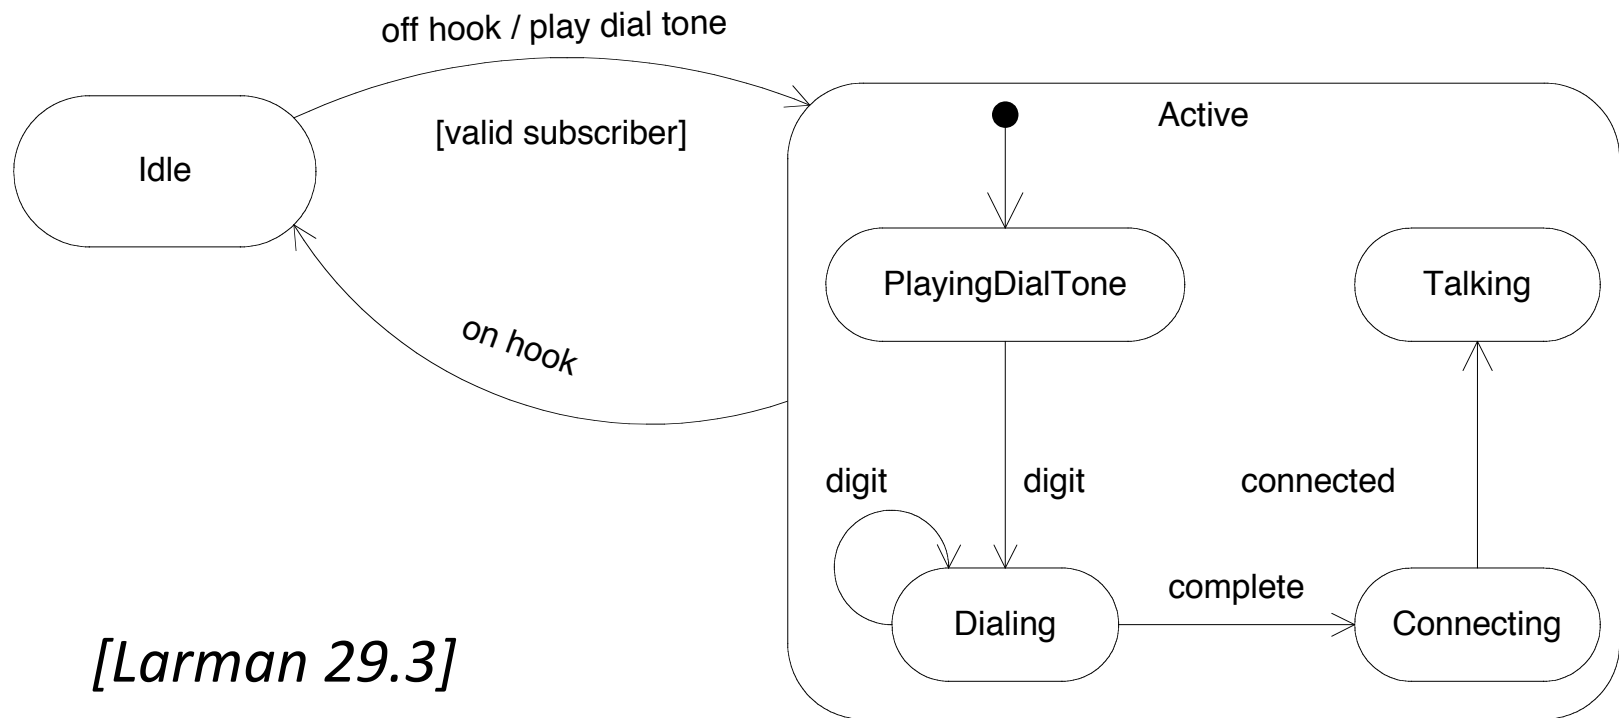 off hook / play dial tone
[valid subscriber]
Idle
Active
PlayingDialTone
Talking
on hook
digit
digit
connected
complete
Dialing
Connecting
[Larman 29.3]